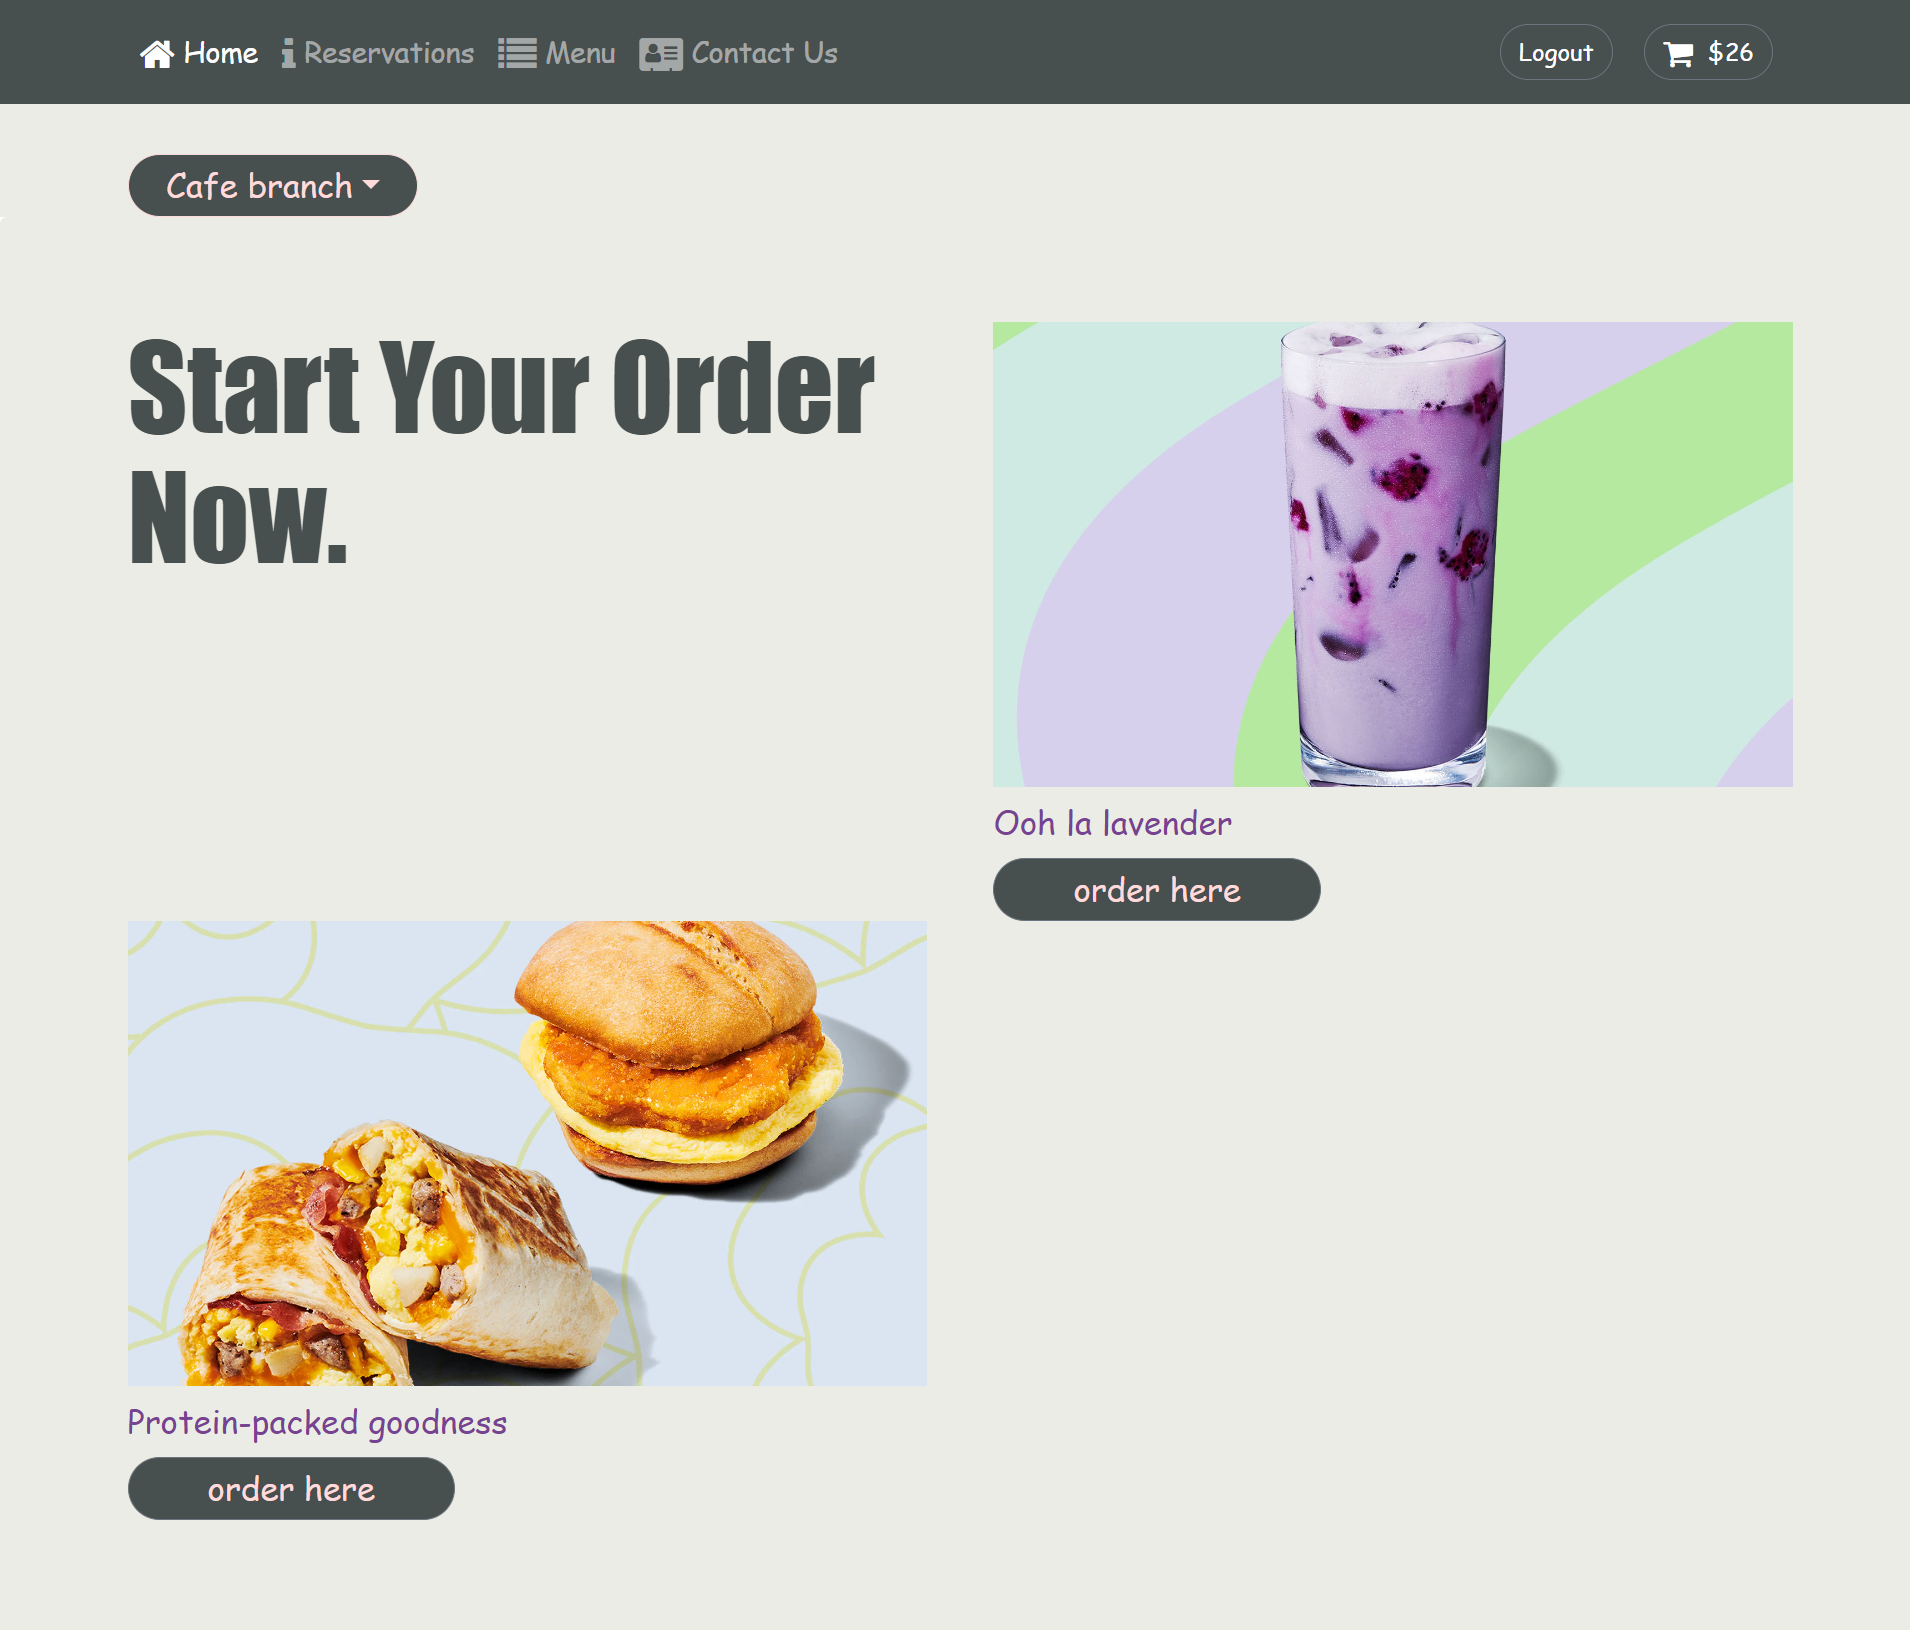 Home Reservations Menu Contact Us Logout $26
Cafe branch
Start Your Order
Now.
Ooh la lavender
order here
Protein-packed goodness
order here